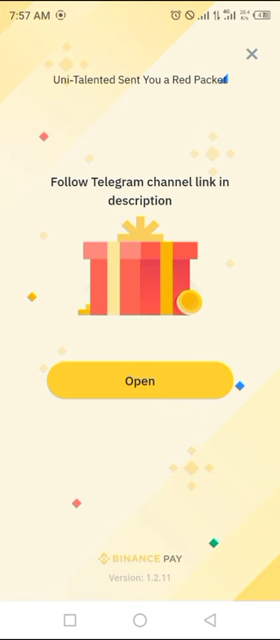 7:57 AM
Uni-Talented Sent You a Red Packet
Follow Telegram channel link in
description
Open
BINANCE PAY
Version: 1.2.11